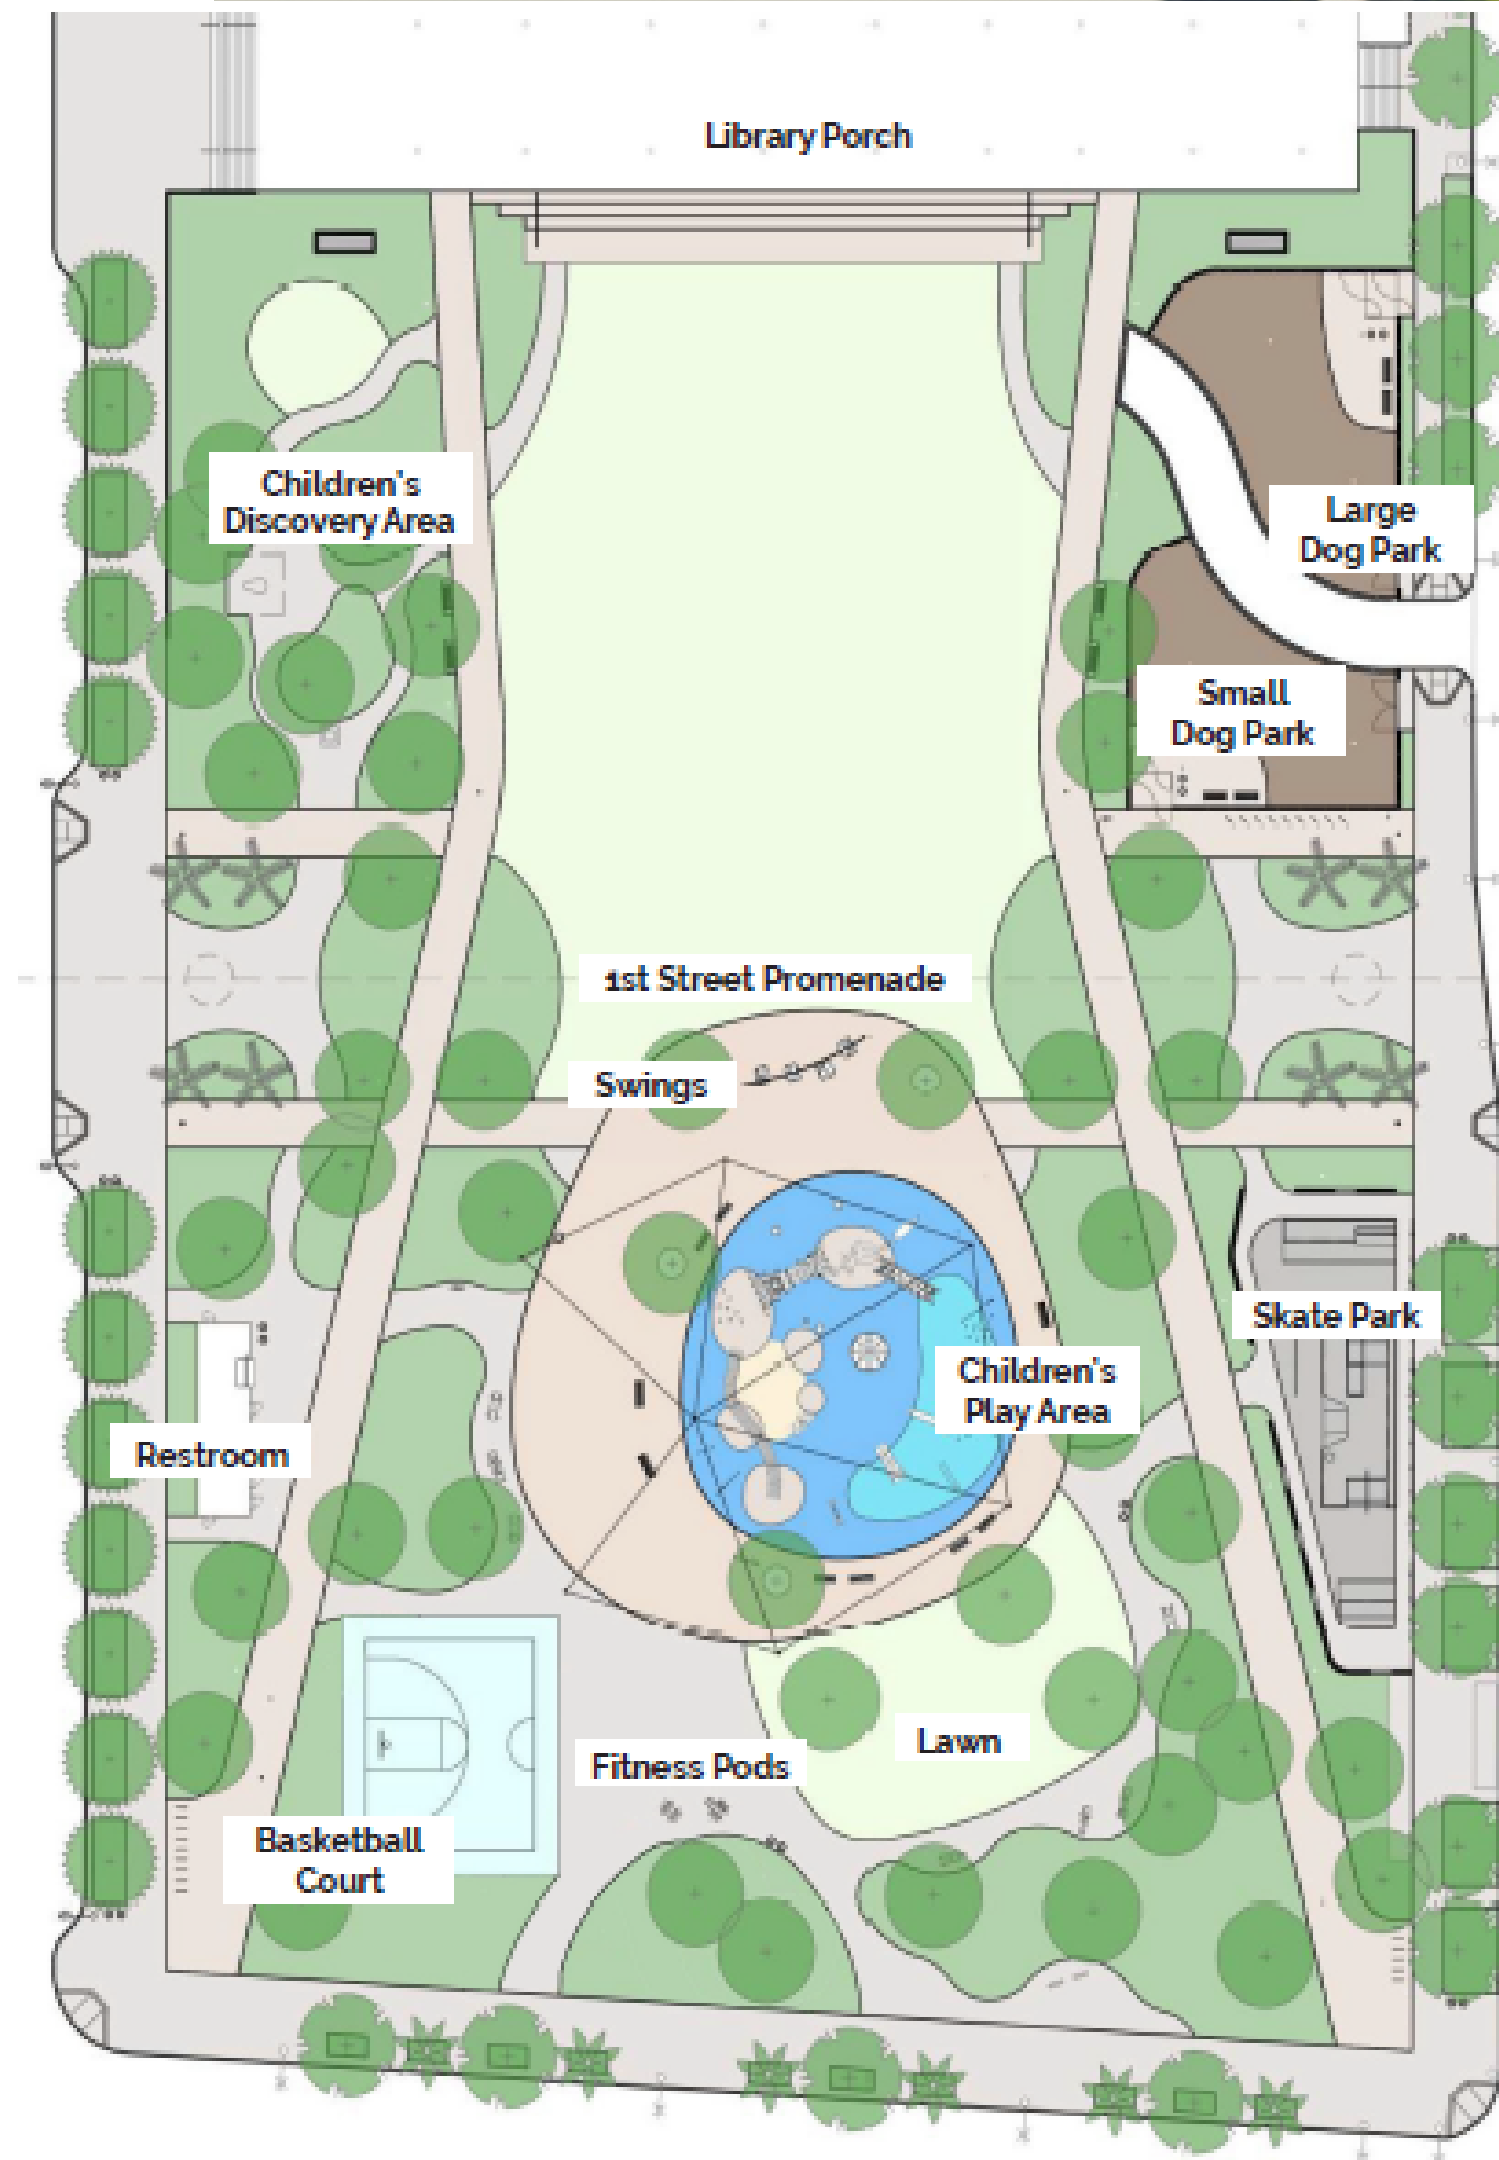 Library Porch
Children's
Discovery Area
Large
Dog Park
Small
Dog Park
1st Street Promenade
Swings
Skate Park
Children's
Play Area
Restroom
Lawn
Fitness Pods
Basketball
Court